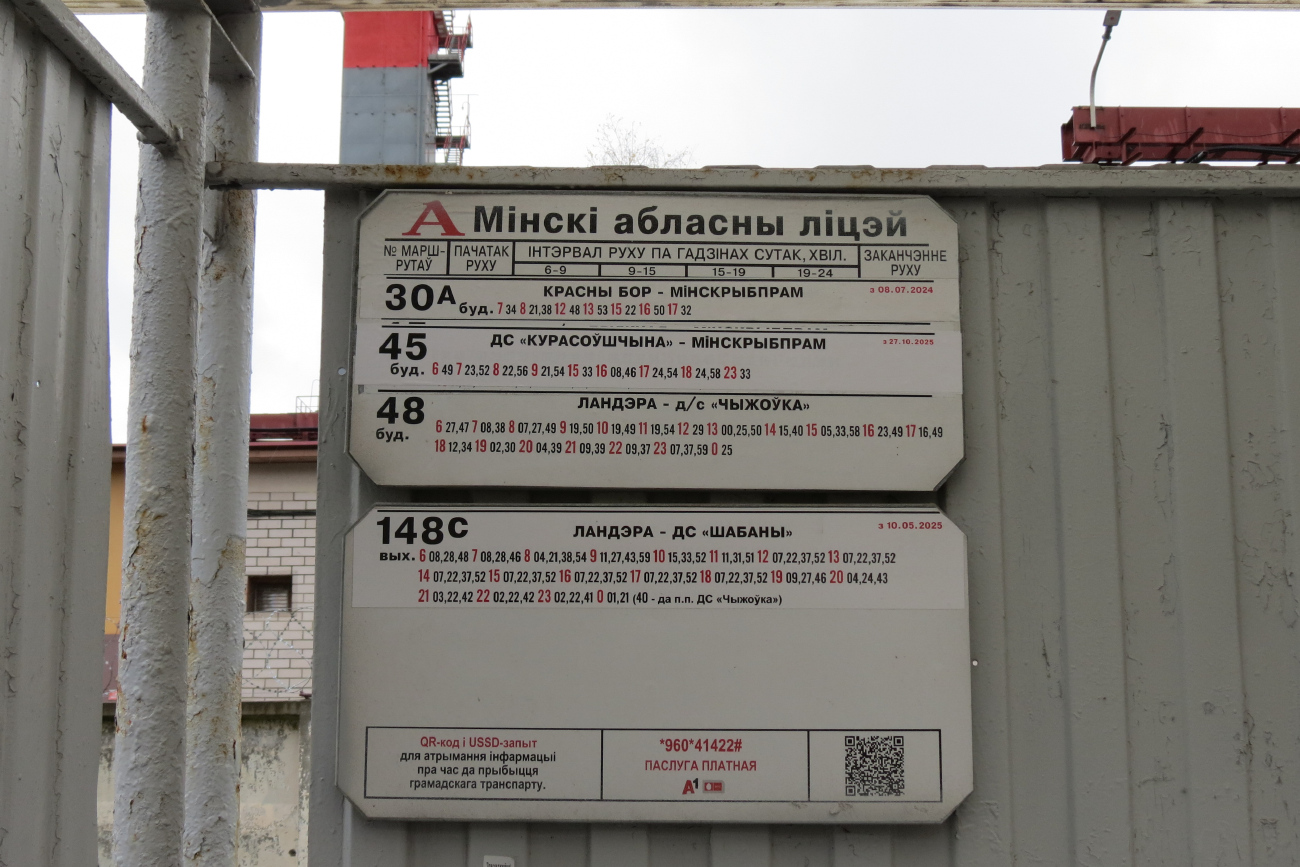 А Мінскі абласны ліцэй
№ МАРШ-РУТАЎ ПАЧАТАК РУХУ ІНТЭРВАЛ РУХУ ПА ГАДЗІНАХ СУТАК, ХВІЛ. ЗАКАНЧЭННЕ РУХУ
6-9 9-15 15-19 19-24
30А КРАСНЫ БОР - МІНСКРЫБПРАМ з 08.07.2024
буд. 7 34 8 21,38 12 48 13 53 15 22 16 50 17 32
45 ДС «КУРАСОЎШЧЫНА» - МІНСКРЫБПРАМ з 27.10.2025
буд. 6 49 7 23,52 8 22,56 9 21,54 15 33 16 08,46 17 24,54 18 24,58 23 33
48 ЛАНДЭРА - д/с «ЧЫЖОЎКА»
буд. 6 27,47 7 08,38 8 07,27,49 9 19,50 10 19,49 11 19,54 12 29 13 00,25,50 14 15,40 15 05,33,58 16 23,49 17 16,49
18 12,34 19 02,30 20 04,39 21 09,39 22 09,37 23 07,37,59 0 25
148С ЛАНДЭРА - ДС «ШАБАНЫ» з 10.05.2025
вых. 6 08,28,48 7 08,28,46 8 04,21,38,54 9 11,27,43,59 10 15,33,52 11 11,31,51 12 07,22,37,52 13 07,22,37,52
14 07,22,37,52 15 07,22,37,52 16 07,22,37,52 17 07,22,37,52 18 07,22,37,52 19 09,27,46 20 04,24,43
21 03,22,42 22 02,22,42 23 02,22,41 0 01,21 (40 - да п.п. ДС «Чыжоўка»)
QR-код і USSD-запыт
для атрымання інфармацыі
пра час да прыбыцця
грамадскага транспарту.
*960*41422#
ПАСЛУГА ПЛАТНАЯ
А1